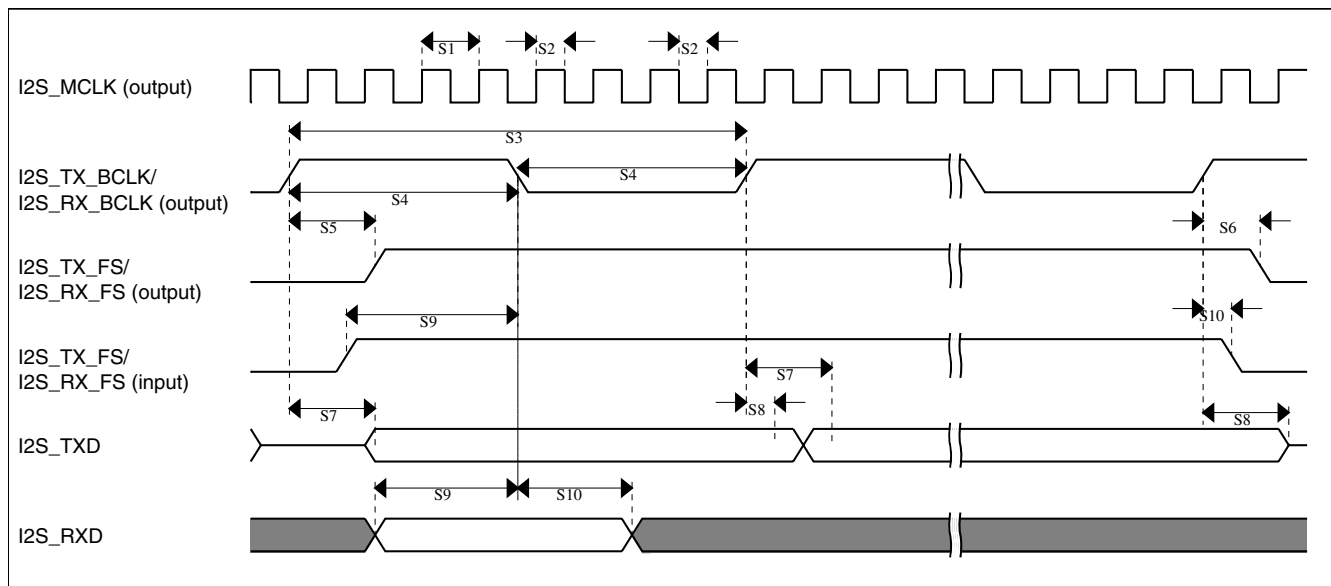 S1
S2
S2
I2S_MCLK (output)
S3
I2S_TX_BCLK/
I2S_RX_BCLK (output)
S4
S4
S5
S6
I2S_TX_FS/
I2S_RX_FS (output)
S9
S10
I2S_TX_FS/
I2S_RX_FS (input)
S7
S7
S8
S8
I2S_TXD
S9
S10
I2S_RXD